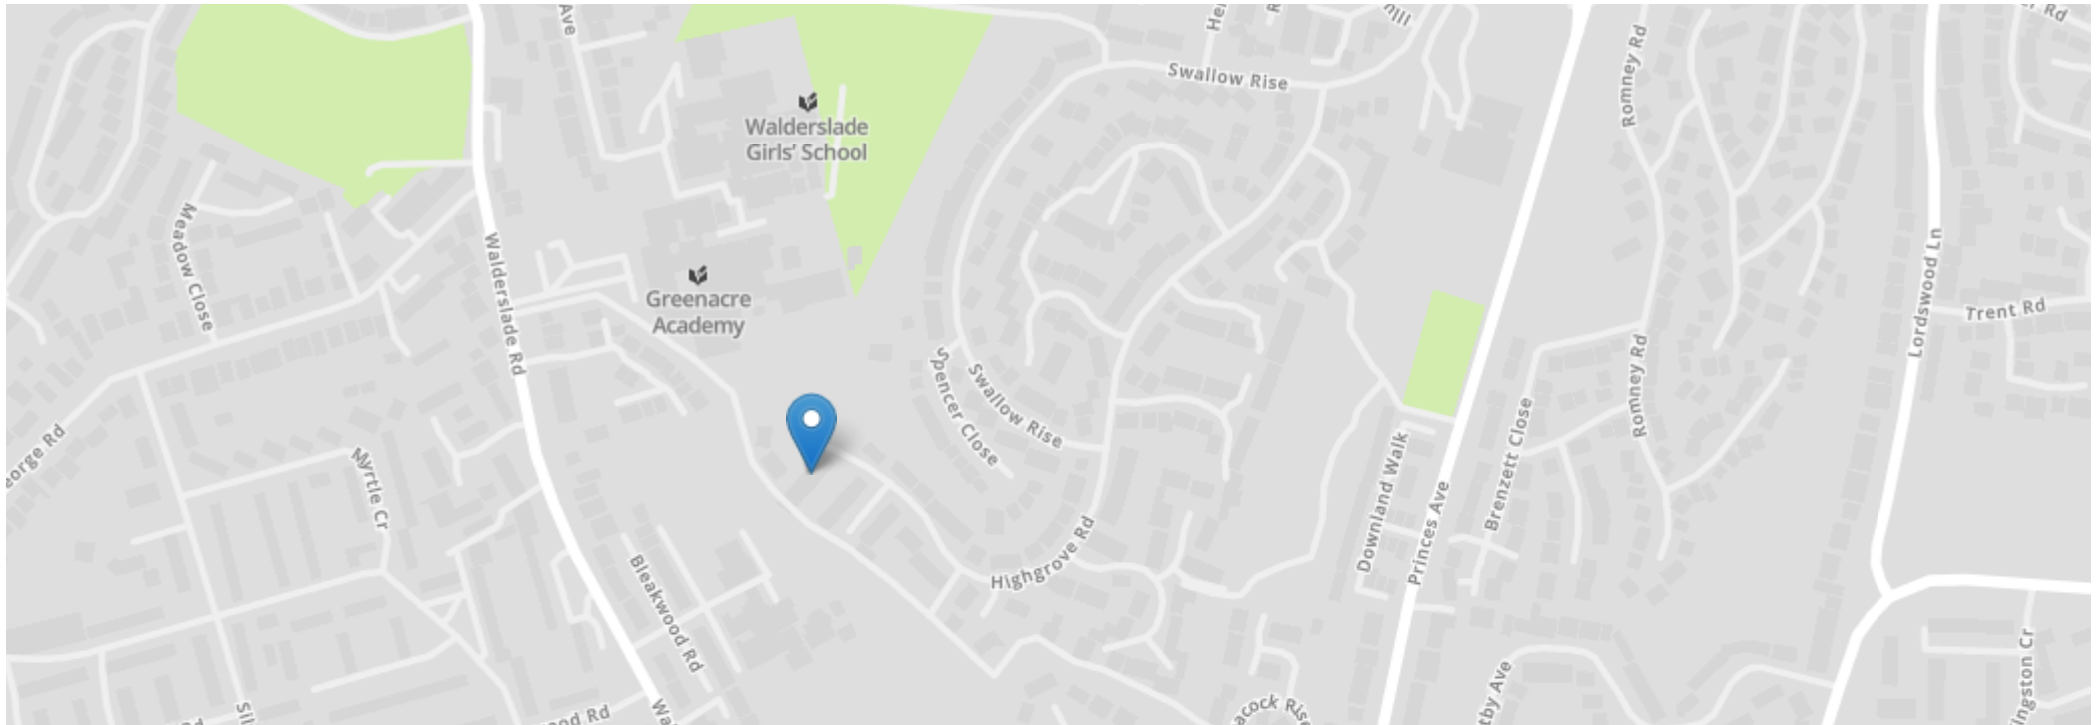 Ave
Swallow Rise
Romney Rd
Walderslade
Girls' School
Meadow Close
Walderslade Rd
Greenacre
Academy
Lordswood Ln
Trent Rd
Romney Rd
Spencer Close
Swallow Rise
Myrtle Cr
Downland Walk
Princes Ave
Brenzett Close
Highgrove Rd
Bleakwood Rd